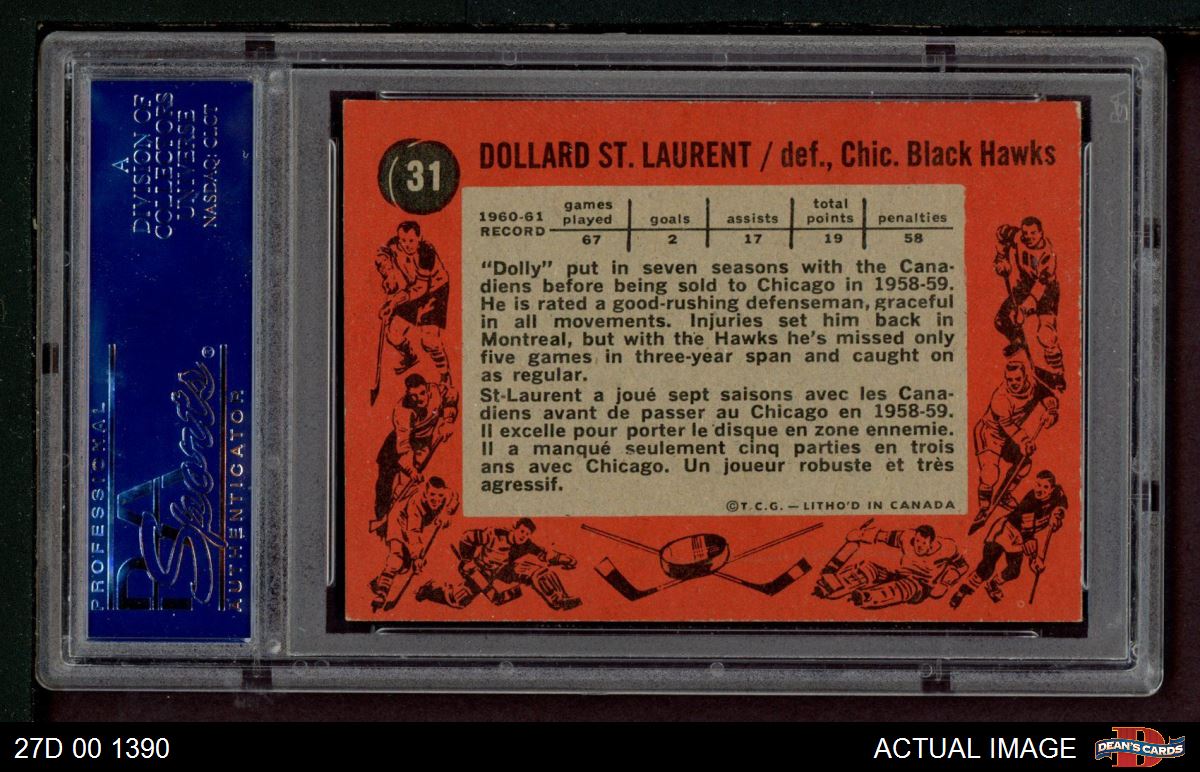 A
DIVISION OF
COLLECTORS
UNIVERSE
NASDAQ: CLCT
PROFESSIONAL
PSA
Sports®
AUTHENTICATOR
31
DOLLARD ST. LAURENT / def., Chic. Black Hawks
1960-61 RECORD
games played goals assists total points penalties
67 2 17 19 58
"Dolly" put in seven seasons with the Cana-
diens before being sold to Chicago in 1958-59.
He is rated a good-rushing defenseman, graceful
in all movements. Injuries set him back in
Montreal, but with the Hawks he's missed only
five games in three-year span and caught on
as regular.
St-Laurent a joué sept saisons avec les Cana-
diens avant de passer au Chicago en 1958-59.
Il excelle pour porter le disque en zone ennemie.
Il a manqué seulement cinq parties en trois
ans avec Chicago. Un joueur robuste et très
agressif.
©T.C.G. — LITHO'D IN CANADA
27D 00 1390
ACTUAL IMAGE
D
DEAN'S CARDS